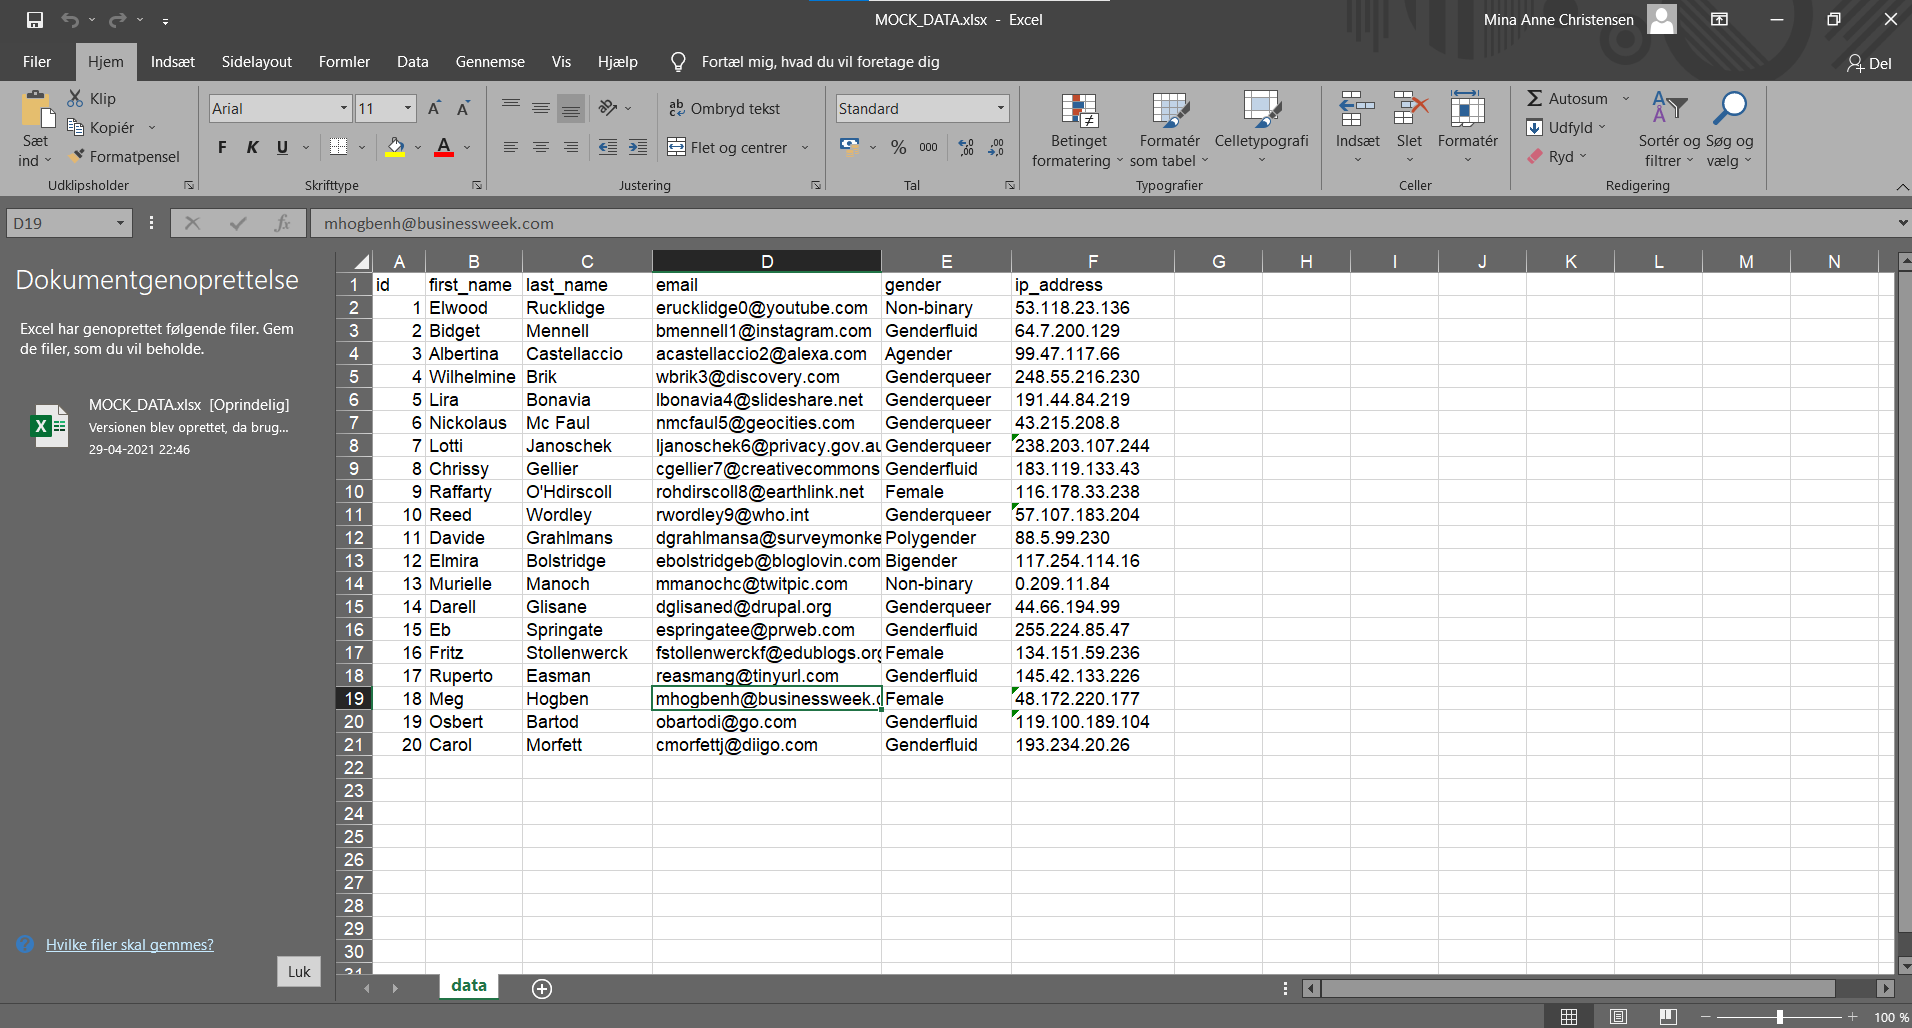 MOCK_DATA.xlsx - Excel
Mina Anne Christensen
Filer Hjem Indsæt Sidelayout Formler Data Gennemse Vis Hjælp Fortæl mig, hvad du vil foretage dig Del
Sæt ind
Klip
Kopiér
Formatpensel
Udklipsholder
Arial 11
F K U
Skrifttype
Ombryd tekst
Flet og centrer
Justering
Standard
% 000
Tal
Betinget formatering
Formatér som tabel
Celletypografi
Typografier
Indsæt Slet Formatér
Celler
Autosum
Udfyld
Ryd
Sortér og filtrer
Søg og vælg
Redigering
D19 fx mhogbenh@businessweek.com
Dokumentgenoprettelse
Excel har genoprettet følgende filer. Gem
de filer, som du vil beholde.
MOCK_DATA.xlsx [Oprindelig]
Versionen blev oprettet, da brug...
29-04-2021 22:46
Hvilke filer skal gemmes?
Luk
A B C D E F G H I J K L M N
1 id first_name last_name email gender ip_address
2 1 Elwood Rucklidge erucklidge0@youtube.com Non-binary 53.118.23.136
3 2 Bidget Mennell bmennell1@instagram.com Genderfluid 64.7.200.129
4 3 Albertina Castellaccio acastellaccio2@alexa.com Agender 99.47.117.66
5 4 Wilhelmine Brik wbrik3@discovery.com Genderqueer 248.55.216.230
6 5 Lira Bonavia lbonavia4@slideshare.net Genderqueer 191.44.84.219
7 6 Nickolaus Mc Faul nmcfaul5@geocities.com Genderqueer 43.215.208.8
8 7 Lotti Janoschek ljanoschek6@privacy.gov.au Genderqueer 238.203.107.244
9 8 Chrissy Gellier cgellier7@creativecommons Genderfluid 183.119.133.43
10 9 Raffarty O'Hdirscoll rohdirscoll8@earthlink.net Female 116.178.33.238
11 10 Reed Wordley rwordley9@who.int Genderqueer 57.107.183.204
12 11 Davide Grahlmans dgrahlmansa@surveymonke Polygender 88.5.99.230
13 12 Elmira Bolstridge ebolstridgeb@bloglovin.com Bigender 117.254.114.16
14 13 Murielle Manoch mmanochc@twitpic.com Non-binary 0.209.11.84
15 14 Darell Glisane dglisaned@drupal.org Genderqueer 44.66.194.99
16 15 Eb Springate espringatee@prweb.com Genderfluid 255.224.85.47
17 16 Fritz Stollenwerck fstollenwerckf@edublogs.org Female 134.151.59.236
18 17 Ruperto Easman reasmang@tinyurl.com Genderfluid 145.42.133.226
19 18 Meg Hogben mhogbenh@businessweek.c Female 48.172.220.177
20 19 Osbert Bartod obartodi@go.com Genderfluid 119.100.189.104
21 20 Carol Morfett cmorfettj@diigo.com Genderfluid 193.234.20.26
22
23
24
25
26
27
28
29
30
31
data
100 %